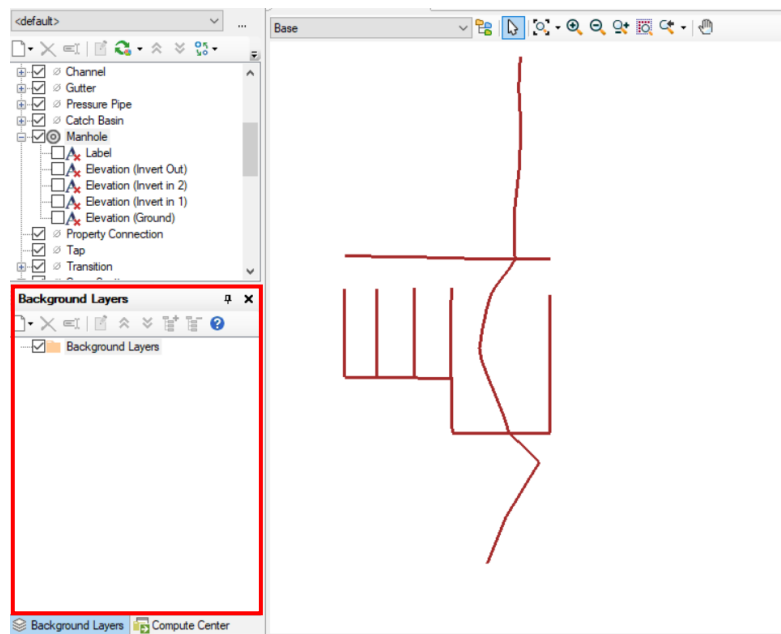 <default>
...
Base
Channel
Gutter
Pressure Pipe
Catch Basin
Manhole
Label
Elevation (Invert Out)
Elevation (Invert in 2)
Elevation (Invert in 1)
Elevation (Ground)
Property Connection
Tap
Transition
Background Layers
Background Layers
Background Layers
Compute Center